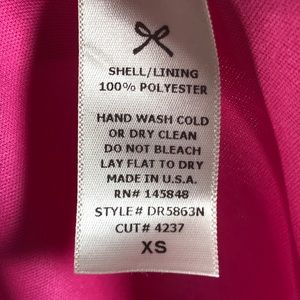 SHELL/LINING
100% POLYESTER
HAND WASH COLD
OR DRY CLEAN
DO NOT BLEACH
LAY FLAT TO DRY
MADE IN U.S.A.
RN# 145848
STYLE# DR5863N
CUT# 4237
XS